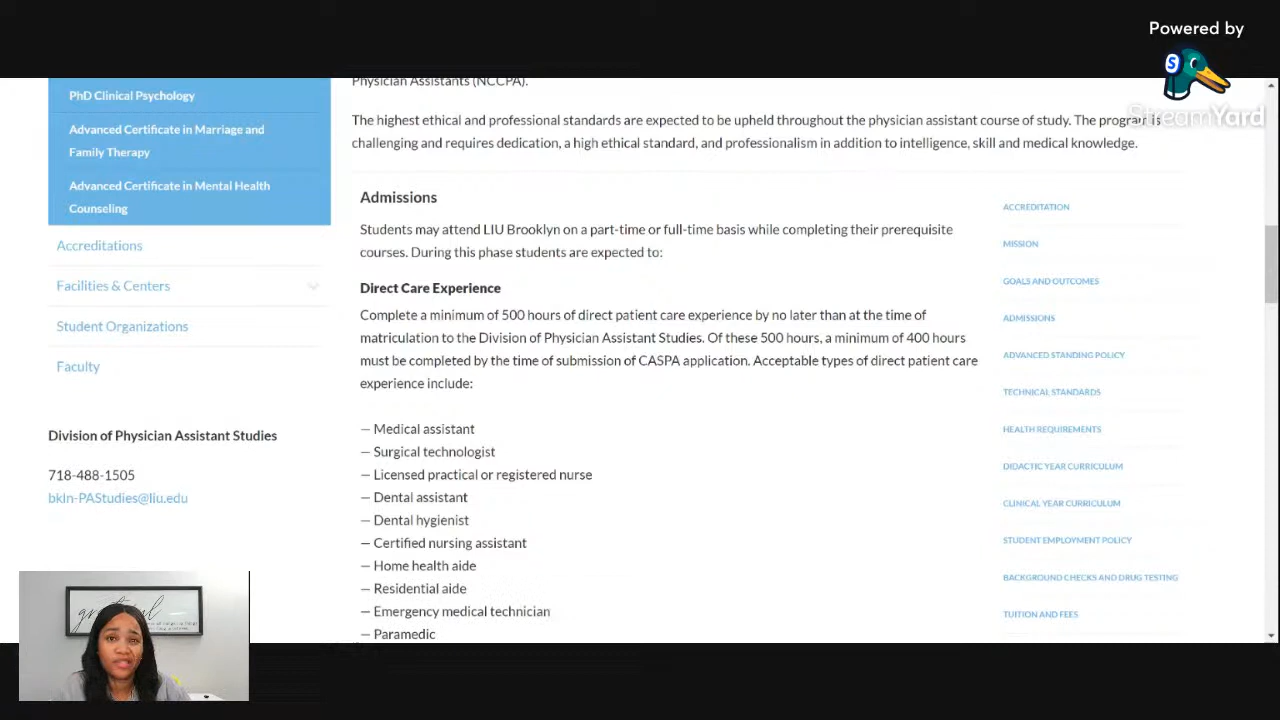 Powered by
S
StreamYard
PhD Clinical Psychology
Advanced Certificate in Marriage and
Family Therapy
Advanced Certificate in Mental Health
Counseling
Accreditations
Facilities & Centers
Student Organizations
Faculty
Division of Physician Assistant Studies
718-488-1505
bkln-PAStudies@liu.edu
Physician Assistants (NCCPA).
The highest ethical and professional standards are expected to be upheld throughout the physician assistant course of study. The program is
challenging and requires dedication, a high ethical standard, and professionalism in addition to intelligence, skill and medical knowledge.
Admissions
Students may attend LIU Brooklyn on a part-time or full-time basis while completing their prerequisite
courses. During this phase students are expected to:
Direct Care Experience
Complete a minimum of 500 hours of direct patient care experience by no later than at the time of
matriculation to the Division of Physician Assistant Studies. Of these 500 hours, a minimum of 400 hours
must be completed by the time of submission of CASPA application. Acceptable types of direct patient care
experience include:
— Medical assistant
— Surgical technologist
— Licensed practical or registered nurse
— Dental assistant
— Dental hygienist
— Certified nursing assistant
— Home health aide
— Residential aide
— Emergency medical technician
— Paramedic
ACCREDITATION
MISSION
GOALS AND OUTCOMES
ADMISSIONS
ADVANCED STANDING POLICY
TECHNICAL STANDARDS
HEALTH REQUIREMENTS
DIDACTIC YEAR CURRICULUM
CLINICAL YEAR CURRICULUM
STUDENT EMPLOYMENT POLICY
BACKGROUND CHECKS AND DRUG TESTING
TUITION AND FEES